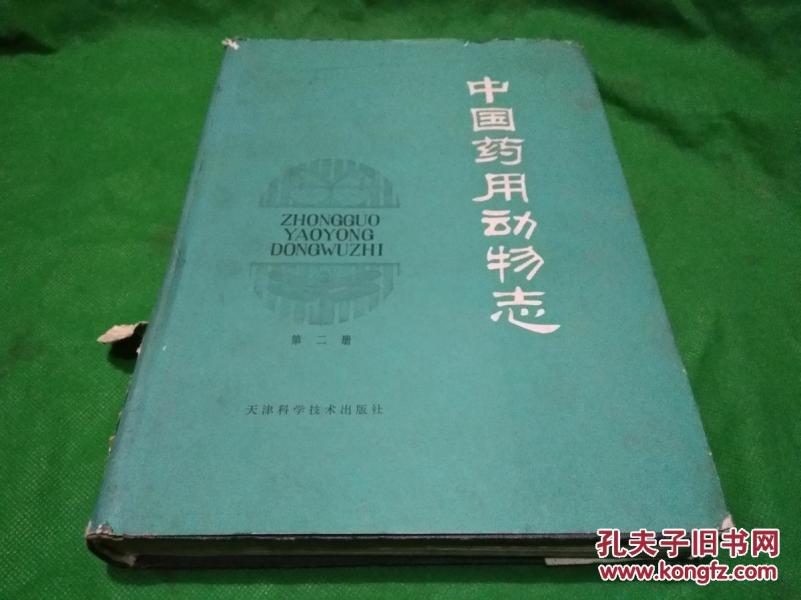 中国药用动物志
ZHONGGUO
YAOYONG
DONGWUZHI
第二册
天津科学技术出版社
孔夫子旧书网
www.kongfz.com